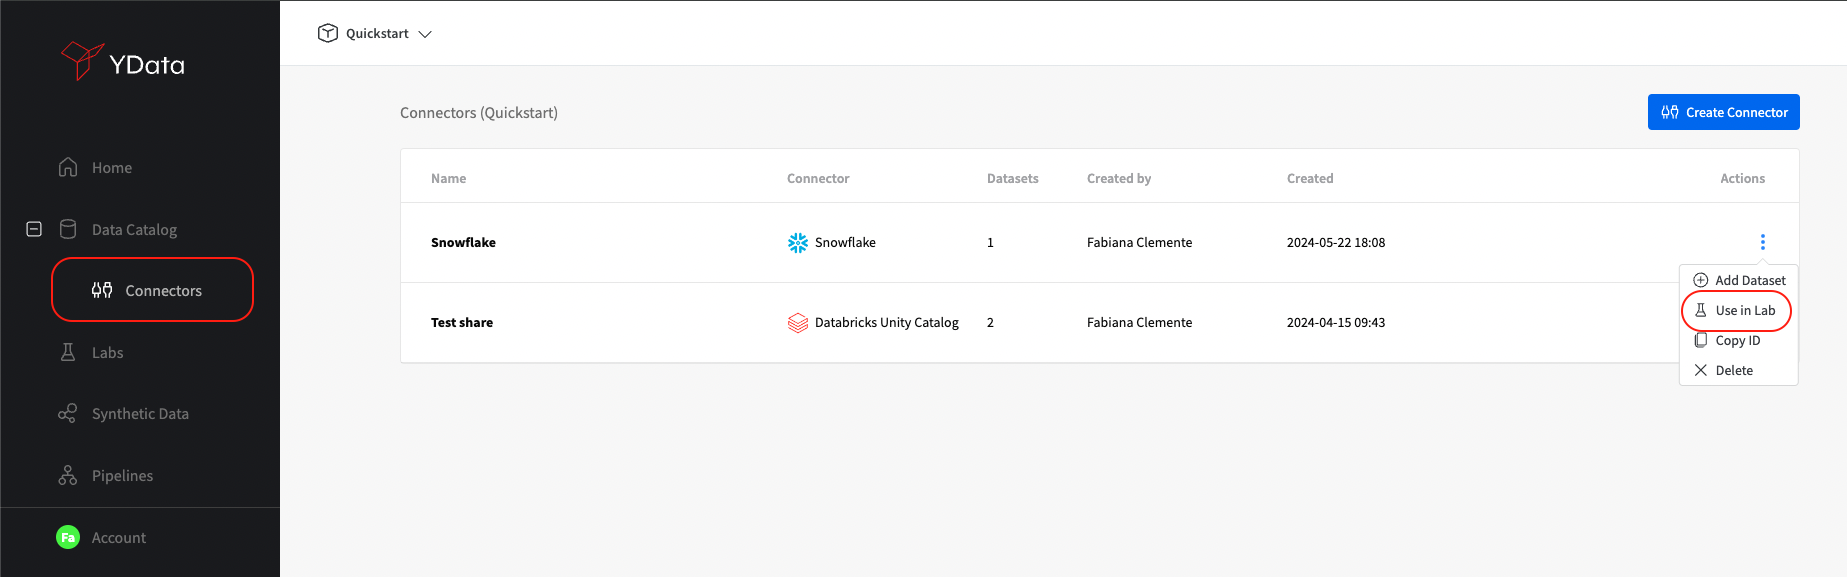 YData
Home
Data Catalog
Connectors
Labs
Synthetic Data
Pipelines
Fa Account
Quickstart
Connectors (Quickstart)
Create Connector
Name Connector Datasets Created by Created Actions
Snowflake Snowflake 1 Fabiana Clemente 2024-05-22 18:08
Test share Databricks Unity Catalog 2 Fabiana Clemente 2024-04-15 09:43
Add Dataset
Use in Lab
Copy ID
Delete